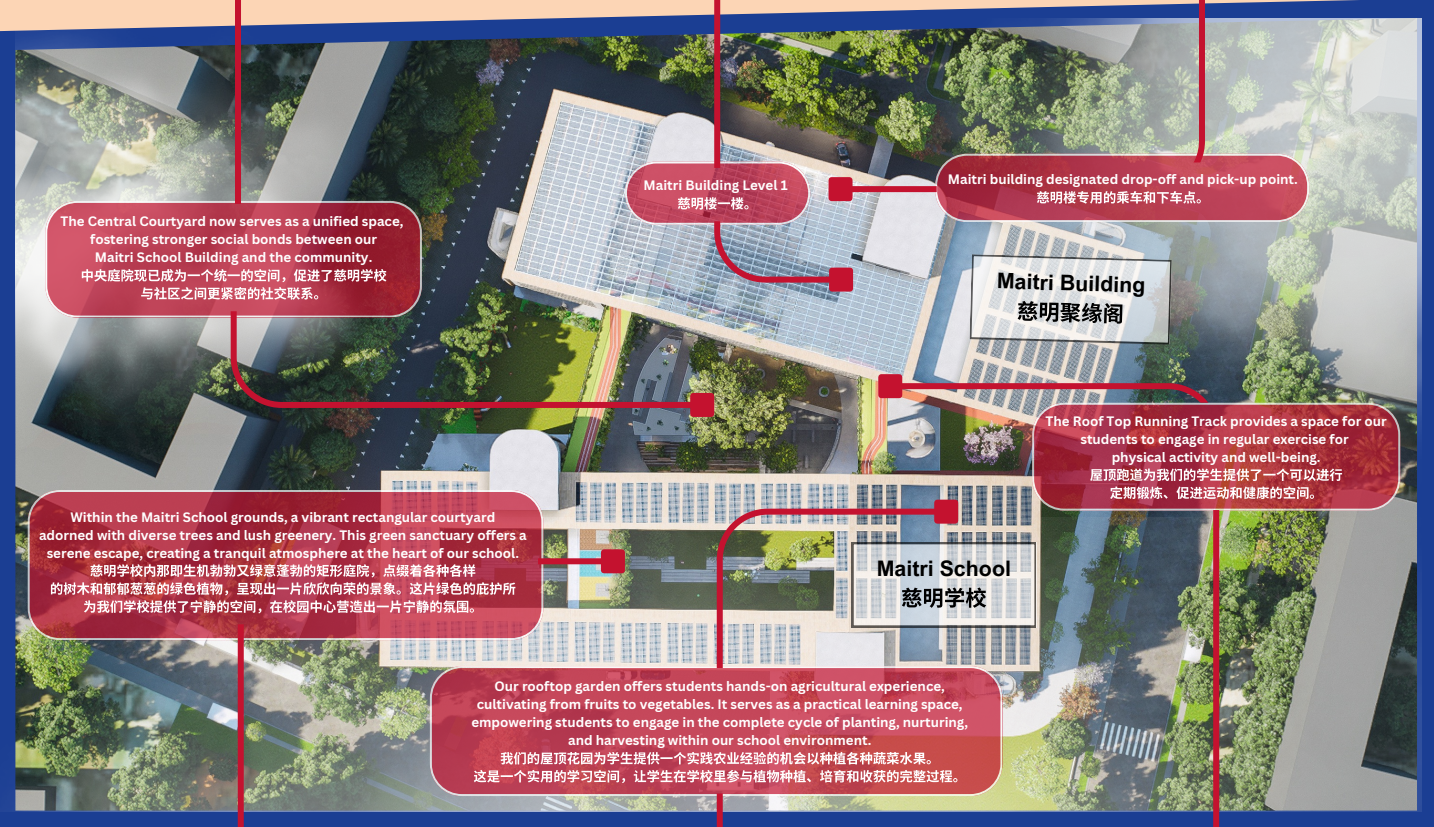 Maitri Building Level 1
慈明楼一楼。
Maitri building designated drop-off and pick-up point.
慈明楼专用的乘车和下车点。
The Central Courtyard now serves as a unified space,
fostering stronger social bonds between our
Maitri School Building and the community.
中央庭院现已成为一个统一的空间，促进了慈明学校
与社区之间更紧密的社交联系。
Maitri Building
慈明聚缘阁
The Roof Top Running Track provides a space for our
students to engage in regular exercise for
physical activity and well-being.
屋顶跑道为我们的学生提供了一个可以进行
定期锻炼、促进运动和健康的空间。
Within the Maitri School grounds, a vibrant rectangular courtyard
adorned with diverse trees and lush greenery. This green sanctuary offers a
serene escape, creating a tranquil atmosphere at the heart of our school.
慈明学校内那即生机勃勃又绿意蓬勃的矩形庭院，点缀着各种各样
的树木和郁郁葱葱的绿色植物，呈现出一片欣欣向荣的景象。这片绿色的庇护所
为我们学校提供了宁静的空间，在校园中心营造出一片宁静的氛围。
Maitri School
慈明学校
Our rooftop garden offers students hands-on agricultural experience,
cultivating from fruits to vegetables. It serves as a practical learning space,
empowering students to engage in the complete cycle of planting, nurturing,
and harvesting within our school environment.
我们的屋顶花园为学生提供一个实践农业经验的机会以种植各种蔬菜水果。
这是一个实用的学习空间，让学生在学校里参与植物种植、培育和收获的完整过程。